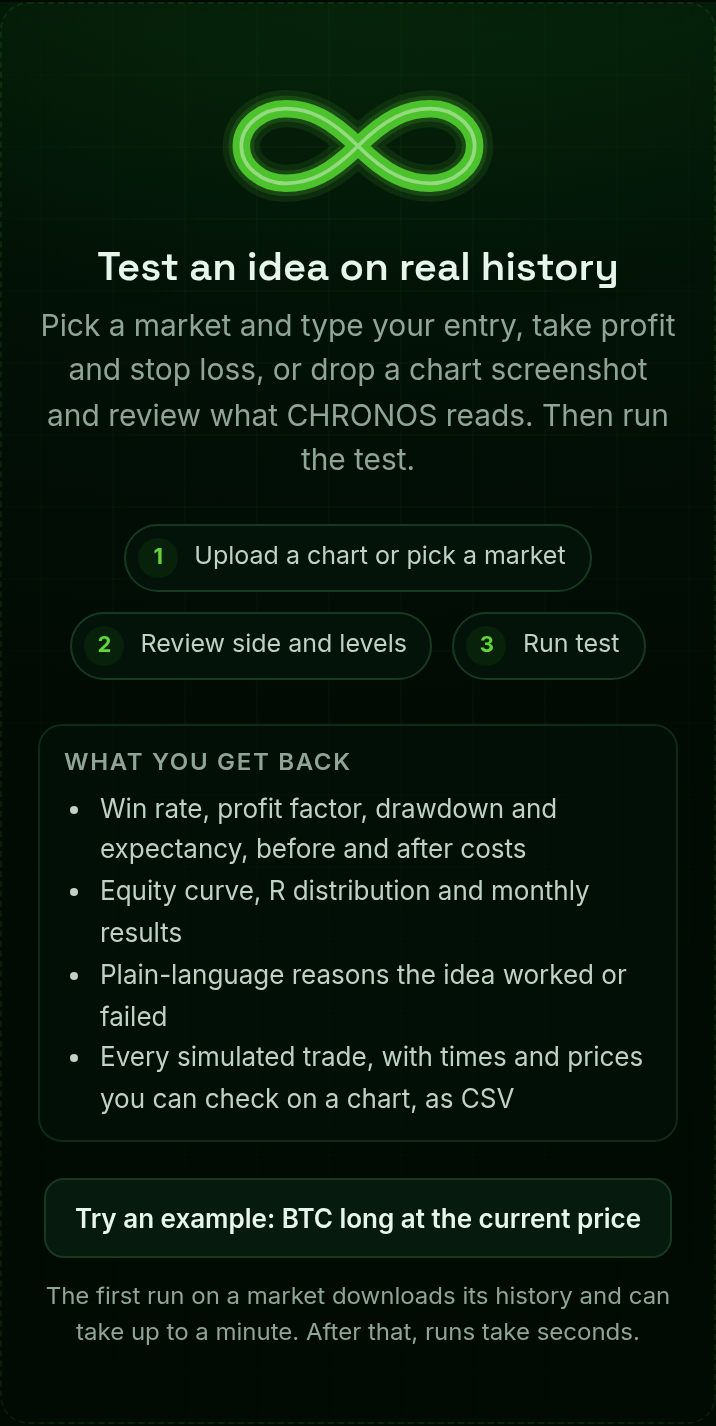 Test an idea on real history
Pick a market and type your entry, take profit
and stop loss, or drop a chart screenshot
and review what CHRONOS reads. Then run
the test.
1 Upload a chart or pick a market
2 Review side and levels
3 Run test
WHAT YOU GET BACK
• Win rate, profit factor, drawdown and
expectancy, before and after costs
• Equity curve, R distribution and monthly
results
• Plain-language reasons the idea worked or
failed
• Every simulated trade, with times and prices
you can check on a chart, as CSV
Try an example: BTC long at the current price
The first run on a market downloads its history and can
take up to a minute. After that, runs take seconds.